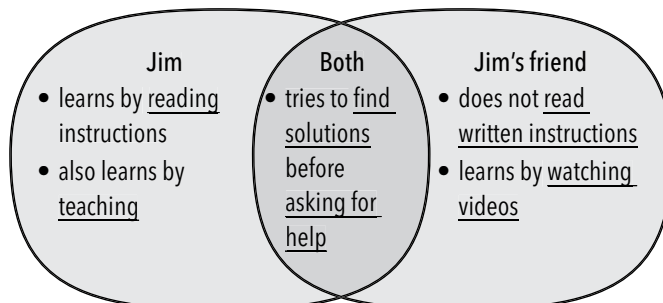 Jim
• learns by reading
instructions
• also learns by
teaching
Both
• tries to find
solutions
before
asking for
help
Jim’s friend
• does not read
written instructions
• learns by watching
videos